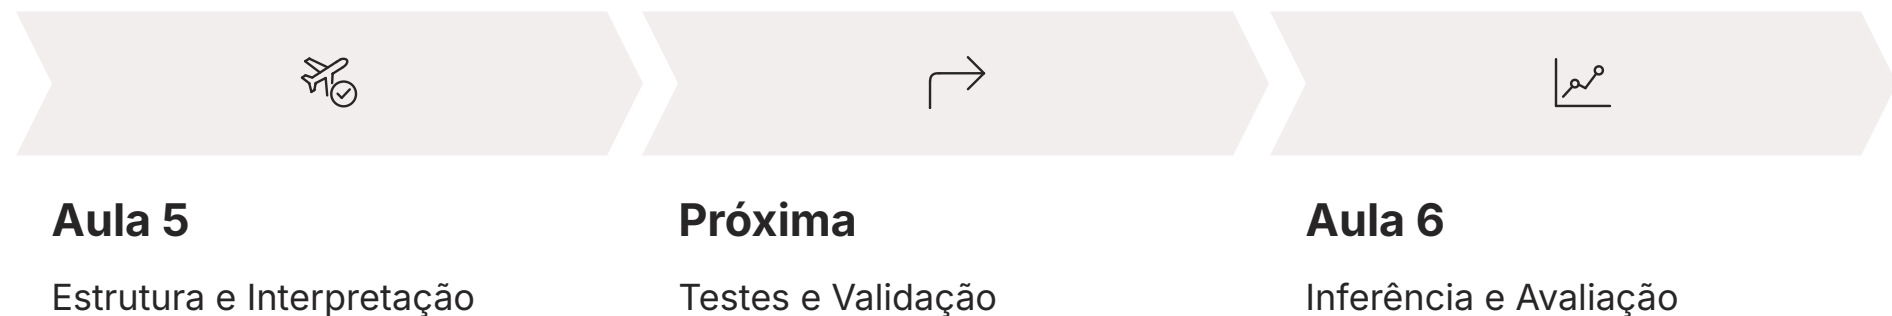 Aula 5
Estrutura e Interpretação
Próxima
Testes e Validação
Aula 6
Inferência e Avaliação